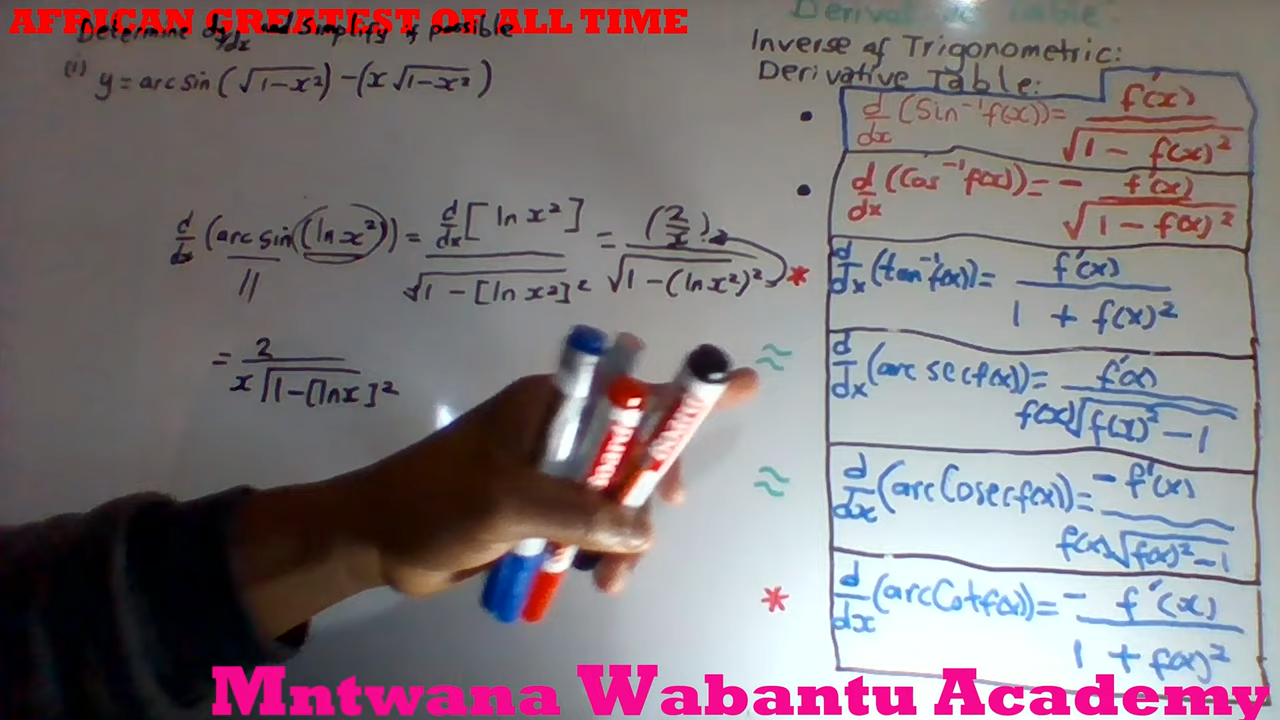 AFRICAN GREATEST OF ALL TIME
Determine dy/dx and Simplify if possible
(i) y = arc sin (√1-x²) - (x √1-x²)
d/dx (arc sin (ln x²)) = d/dx [ln x²] / √1-[ln x²]² = (2/x) / √1-(ln x²)²
= 2 / x √1-[ln x]²
Derivative Table
Inverse of Trigonometric:
Derivative Table:
• d/dx (Sin⁻¹ f(x)) = f'(x) / √1 - f(x)²
• d/dx (Cos⁻¹ f(x)) = - f'(x) / √1 - f(x)²
* d/dx (tan⁻¹ f(x)) = f'(x) / 1 + f(x)²
≈ d/dx (arc sec f(x)) = f'(x) / f(x) √f(x)² - 1
≈ d/dx (arc Cosec f(x)) = - f'(x) / f(x) √f(x)² - 1
* d/dx (arc Cot f(x)) = - f'(x) / 1 + f(x)²
Mntwana Wabantu Academy